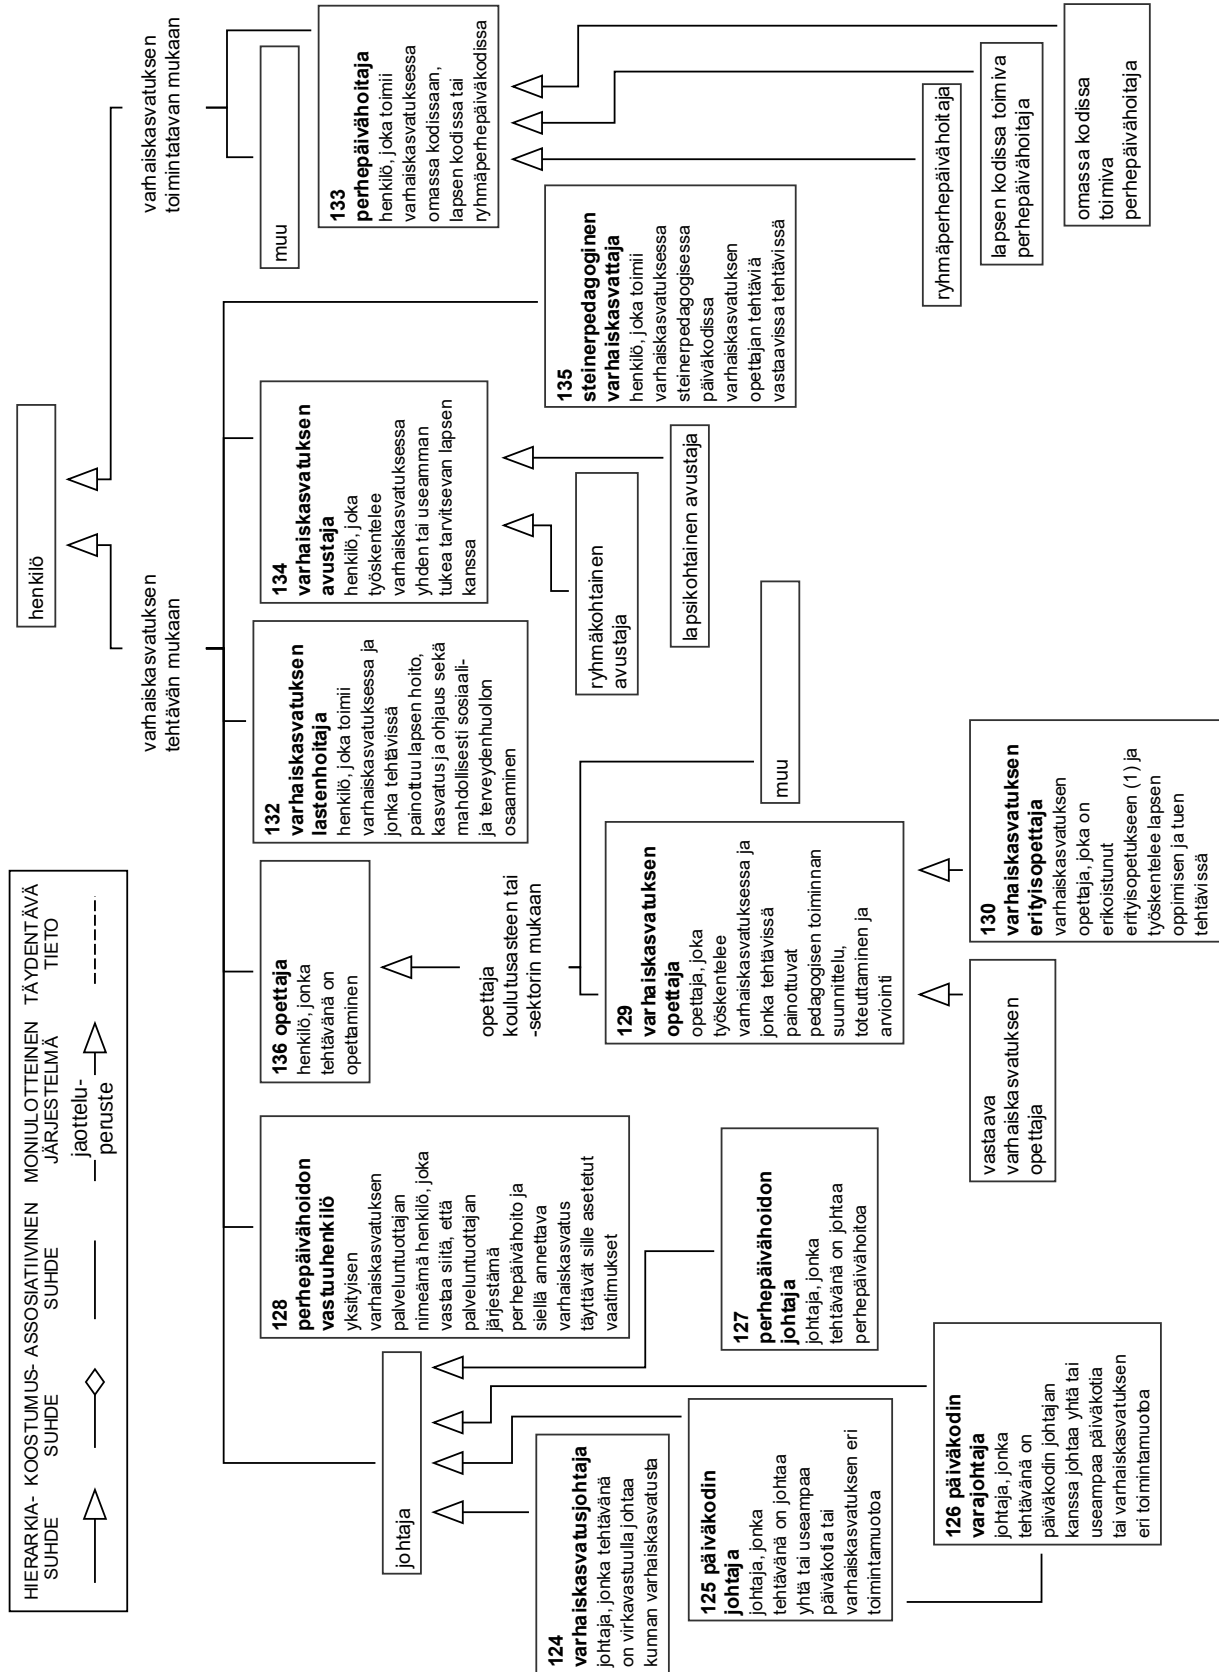 HIERARKIA-
SUHDE
KOOSTUMUS-
SUHDE
ASSOSIATIIVINEN
SUHDE
MONIULOTTEINEN
JÄRJESTELMÄ
jaottelu-
peruste
TÄYDENTÄVÄ
TIETO
henkilö
varhaiskasvatuksen
tehtävän mukaan
varhaiskasvatuksen
toimintatavan mukaan
johtaja
124
varhaiskasvatusjohtaja
johtaja, jonka tehtävänä
on virkavastuulla johtaa
kunnan varhaiskasvatusta
125 päiväkodin
johtaja
johtaja, jonka
tehtävänä on johtaa
yhtä tai useampaa
päiväkotia tai
varhaiskasvatuksen eri
toimintamuotoa
126 päiväkodin
varajohtaja
johtaja, jonka
tehtävänä on
päiväkodin johtajan
kanssa johtaa yhtä tai
useampaa päiväkotia
tai varhaiskasvatuksen
eri toimintamuotoa
127
perhepäivähoidon
johtaja
johtaja, jonka
tehtävänä on johtaa
perhepäivähoitoa
128
perhepäivähoidon
vastuuhenkilö
yksityisen
varhaiskasvatuksen
palveluntuottajan
nimeämä henkilö, joka
vastaa siitä, että
palveluntuottajan
järjestämä
perhepäivähoito ja
siellä annettava
varhaiskasvatus
täyttävät sille asetetut
vaatimukset
136 opettaja
henkilö, jonka
tehtävänä on
opettaminen
opettaja
koulutusasteen tai
-sektorin mukaan
129
varhaiskasvatuksen
opettaja
opettaja, joka
työskentelee
varhaiskasvatuksessa ja
jonka tehtävissä
painottuvat
pedagogisen toiminnan
suunnittelu,
toteuttaminen ja
arviointi
muu
vastaava
varhaiskasvatuksen
opettaja
130
varhaiskasvatuksen
erityisopettaja
varhaiskasvatuksen
opettaja, joka on
erikoistunut
erityisopetukseen (1) ja
työskentelee lapsen
oppimisen ja tuen
tehtävissä
132
varhaiskasvatuksen
lastenhoitaja
henkilö, joka toimii
varhaiskasvatuksessa ja
jonka tehtävissä
painottuu lapsen hoito,
kasvatus ja ohjaus sekä
mahdollisesti sosiaali-
ja terveydenhuollon
osaaminen
134
varhaiskasvatuksen
avustaja
henkilö, joka
työskentelee
varhaiskasvatuksessa
yhden tai useamman
tukea tarvitsevan lapsen
kanssa
ryhmäkohtainen
avustaja
lapsikohtainen avustaja
135
steinerpedagoginen
varhaiskasvattaja
henkilö, joka toimii
varhaiskasvatuksessa
steinerpedagogisessa
päiväkodissa
varhaiskasvatuksen
opettajan tehtäviä
vastaavissa tehtävissä
muu
133
perhepäivähoitaja
henkilö, joka toimii
varhaiskasvatuksessa
omassa kodissaan,
lapsen kodissa tai
ryhmäperhepäiväkodissa
ryhmäperhepäivähoitaja
lapsen kodissa toimiva
perhepäivähoitaja
omassa kodissa
toimiva
perhepäivähoitaja